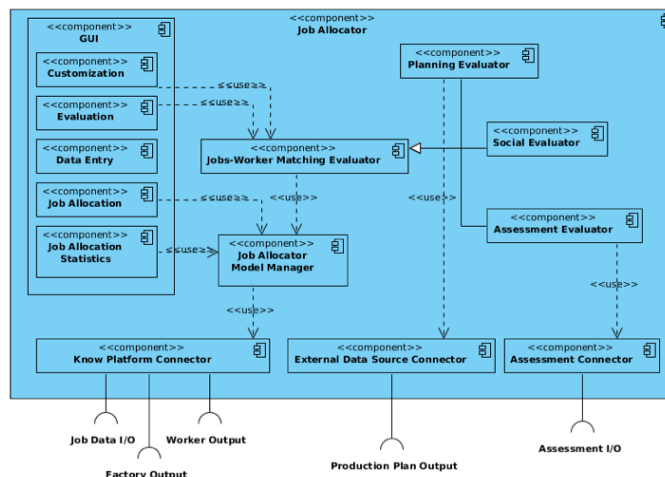 <<component>>
Job Allocator
<<component>>
GUI
<<component>>
Customization
<<component>>
Evaluation
<<component>>
Data Entry
<<component>>
Job Allocation
<<component>>
Job Allocation
Statistics
<<component>>
Planning Evaluator
<<use>>
<<use>>
<<component>>
Jobs-Worker Matching Evaluator
<<component>>
Social Evaluator
<<use>>
<<use>>
<<use>>
<<component>>
Assessment Evaluator
<<use>>
<<component>>
Job Allocator
Model Manager
<<use>>
<<use>>
<<component>>
Know Platform Connector
<<component>>
External Data Source Connector
<<component>>
Assessment Connector
Job Data I/O
Worker Output
Factory Output
Production Plan Output
Assessment I/O